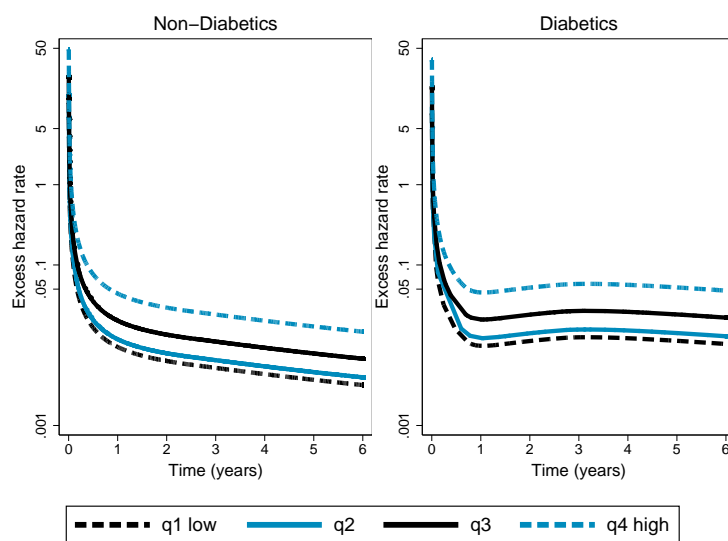 Non−Diabetics
Diabetics
Excess hazard rate
50
5
1
.1
.05
.001
0 1 2 3 4 5 6
Time (years)
Excess hazard rate
50
5
1
.1
.05
.001
0 1 2 3 4 5 6
Time (years)
q1 low q2 q3 q4 high